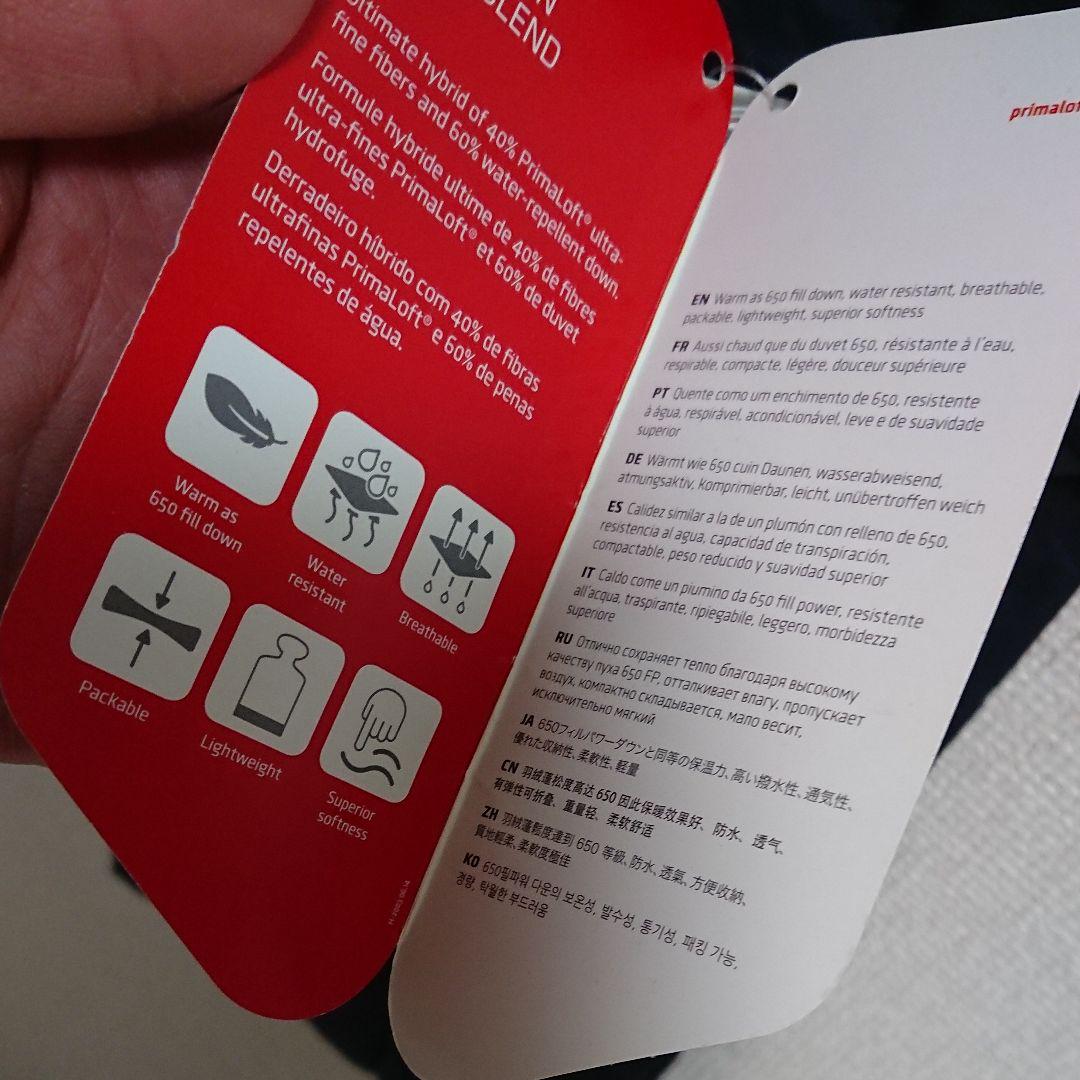 BLEND
Ultimate hybrid of 40% PrimaLoft® ultra-
fine fibers and 60% water-repellent down.
Formule hybride ultime de 40% de fibres
ultra-fines PrimaLoft® et 60% de duvet
hydrofuge.
Derradeiro híbrido com 40% de fibras
ultrafinas PrimaLoft® e 60% de penas
repelentes de água.
Warm as
650 fill down
Water
resistant
Breathable
Packable
Lightweight
Superior
softness
EN Warm as 650 fill down, water resistant, breathable,
packable, lightweight, superior softness
FR Aussi chaud que du duvet 650, résistante à l'eau,
respirable, compacte, légère, douceur supérieure
PT Quente como um enchimento de 650, resistente
à água, respirável, acondicionável, leve e de suavidade
superior
DE Wärmt wie 650 cuin Daunen, wasserabweisend,
atmungsaktiv, komprimierbar, leicht, unübertroffen weich
ES Calidez similar a la de un plumón con relleno de 650,
resistencia al agua, capacidad de transpiración,
compactable, peso reducido y suavidad superior
IT Caldo come un piumino da 650 fill power, resistente
all'acqua, traspirante, ripiegabile, leggero, morbidezza
superiore
RU Отлично сохраняет тепло благодаря высокому
качеству пуха 650 FP, отталкивает влагу, пропускает
воздух, компактно складывается, мало весит,
исключительно мягкий
JA 650フィルパワーダウンと同等の保温力、高い撥水性、通気性、
優れた収納性、柔軟性、軽量
CN 羽绒蓬松度高达 650 因此保暖效果好、防水、透气、
有弹性可折叠、重量轻、柔软舒适
ZH 羽絨蓬鬆度達到 650 等級、防水、透氣、方便收納、
質地輕柔、柔軟度極佳
KO 650필파워 다운의 보온성, 발수성, 통기성, 패킹 가능,
경량, 탁월한 부드러움